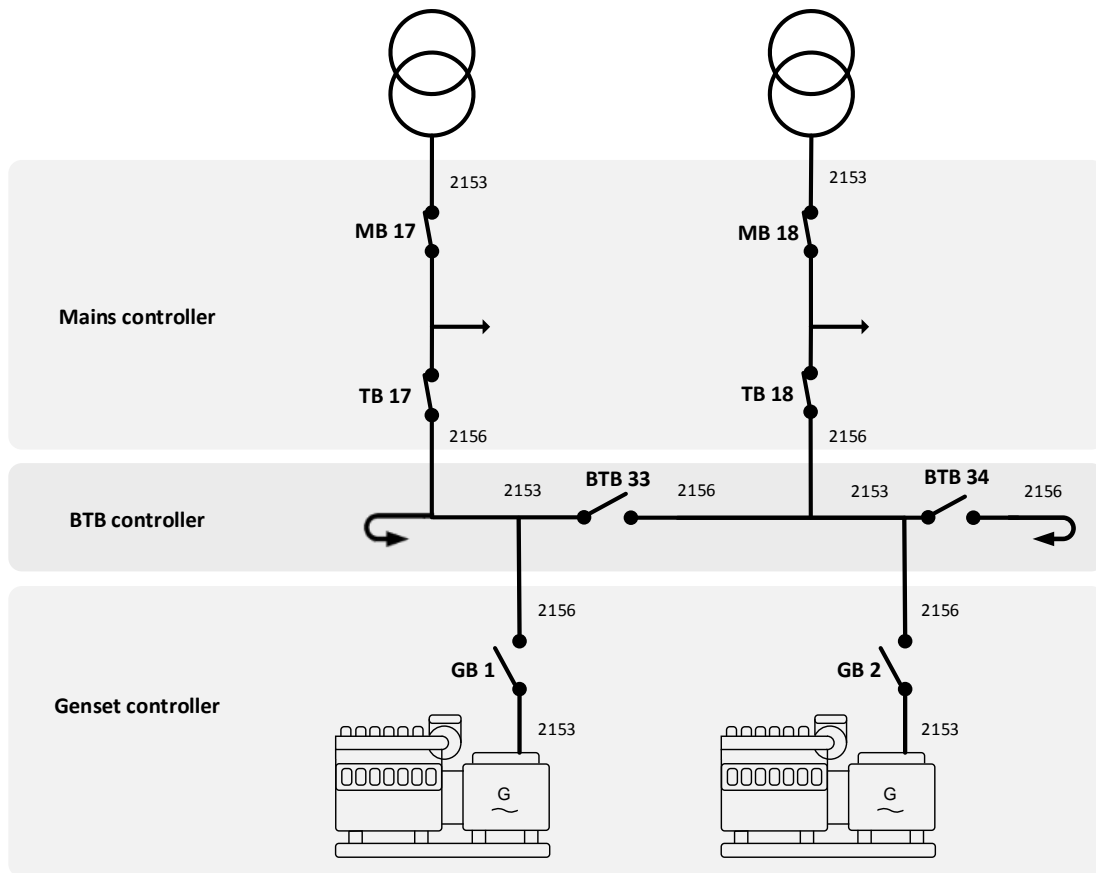 2153
2153
MB 17
MB 18
Mains controller
TB 17
TB 18
2156
2156
BTB 33
BTB 34
2153
2156
2153
2156
BTB controller
2156
2156
GB 1
GB 2
Genset controller
2153
2153
G
G